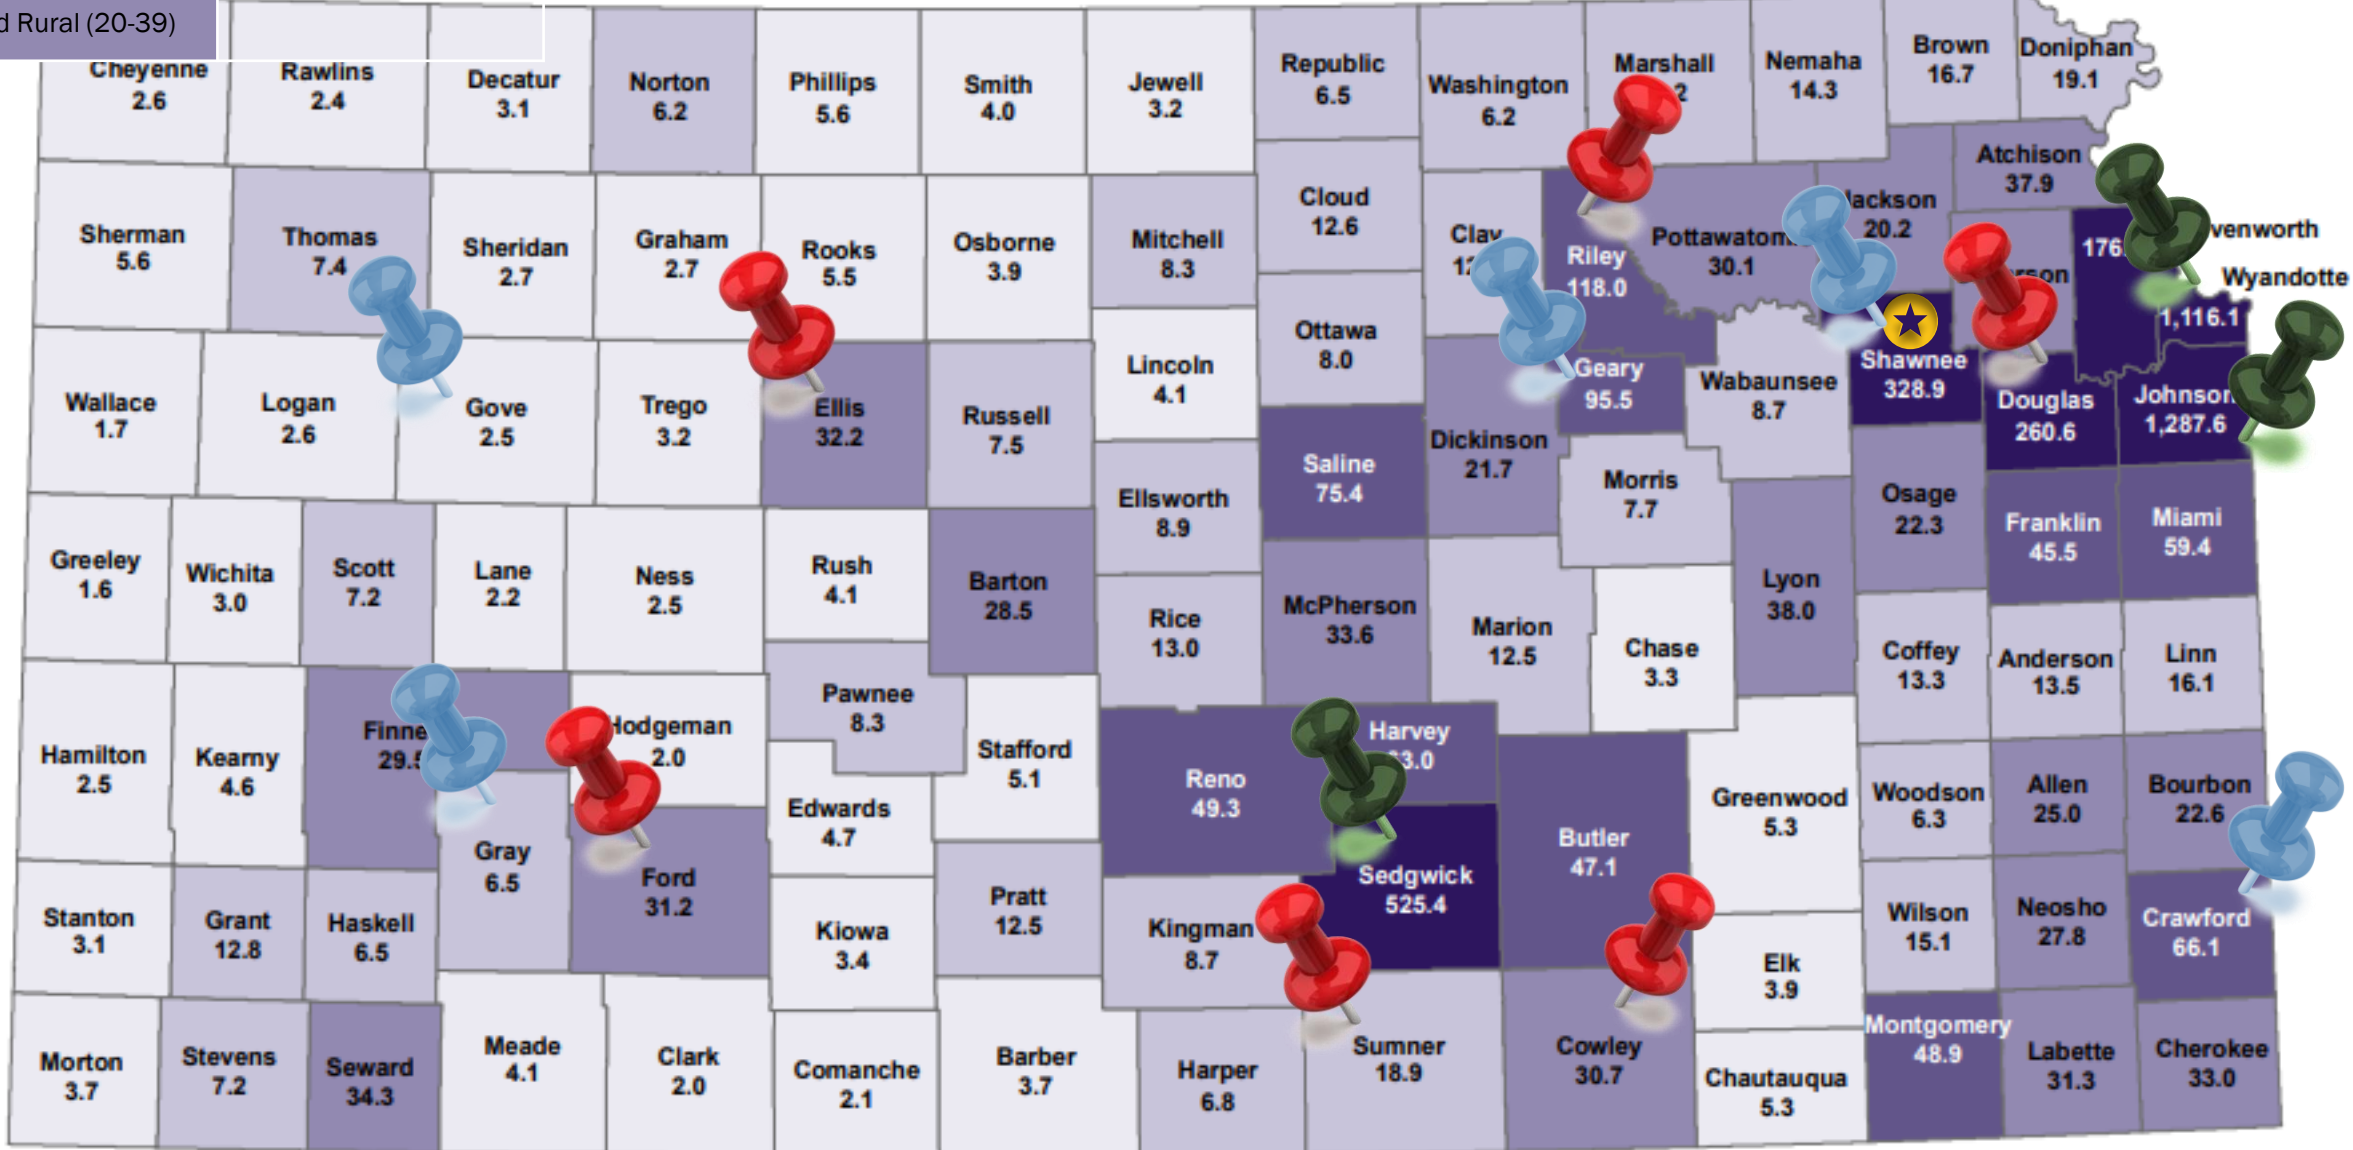 d Rural (20-39)
Cheyenne
2.6
Rawlins
2.4
Decatur
3.1
Norton
6.2
Phillips
5.6
Smith
4.0
Jewell
3.2
Republic
6.5
Washington
6.2
Marshall
2
Nemaha
14.3
Brown
16.7
Doniphan
19.1
Atchison
37.9
Sherman
5.6
Thomas
7.4
Sheridan
2.7
Graham
2.7
Rooks
5.5
Osborne
3.9
Mitchell
8.3
Cloud
12.6
Clay
12
Riley
118.0
Pottawatom
30.1
Jackson
20.2
rson
176
venworth
Wyandotte
1,116.1
Wallace
1.7
Logan
2.6
Gove
2.5
Trego
3.2
Ellis
32.2
Russell
7.5
Lincoln
4.1
Ottawa
8.0
Saline
75.4
Dickinson
21.7
Geary
95.5
Wabaunsee
8.7
Shawnee
328.9
Douglas
260.6
Johnson
1,287.6
Ellsworth
8.9
Morris
7.7
Osage
22.3
Franklin
45.5
Miami
59.4
Greeley
1.6
Wichita
3.0
Scott
7.2
Lane
2.2
Ness
2.5
Rush
4.1
Barton
28.5
Rice
13.0
McPherson
33.6
Marion
12.5
Chase
3.3
Lyon
38.0
Coffey
13.3
Anderson
13.5
Linn
16.1
Hamilton
2.5
Kearny
4.6
Finne
29.5
Hodgeman
2.0
Pawnee
8.3
Stafford
5.1
Edwards
4.7
Reno
49.3
Harvey
3.0
Butler
47.1
Greenwood
5.3
Woodson
6.3
Allen
25.0
Bourbon
22.6
Gray
6.5
Ford
31.2
Sedgwick
525.4
Stanton
3.1
Grant
12.8
Haskell
6.5
Kiowa
3.4
Pratt
12.5
Kingman
8.7
Elk
3.9
Wilson
15.1
Neosho
27.8
Crawford
66.1
Morton
3.7
Stevens
7.2
Seward
34.3
Meade
4.1
Clark
2.0
Comanche
2.1
Barber
3.7
Harper
6.8
Sumner
18.9
Cowley
30.7
Chautauqua
5.3
Montgomery
48.9
Labette
31.3
Cherokee
33.0